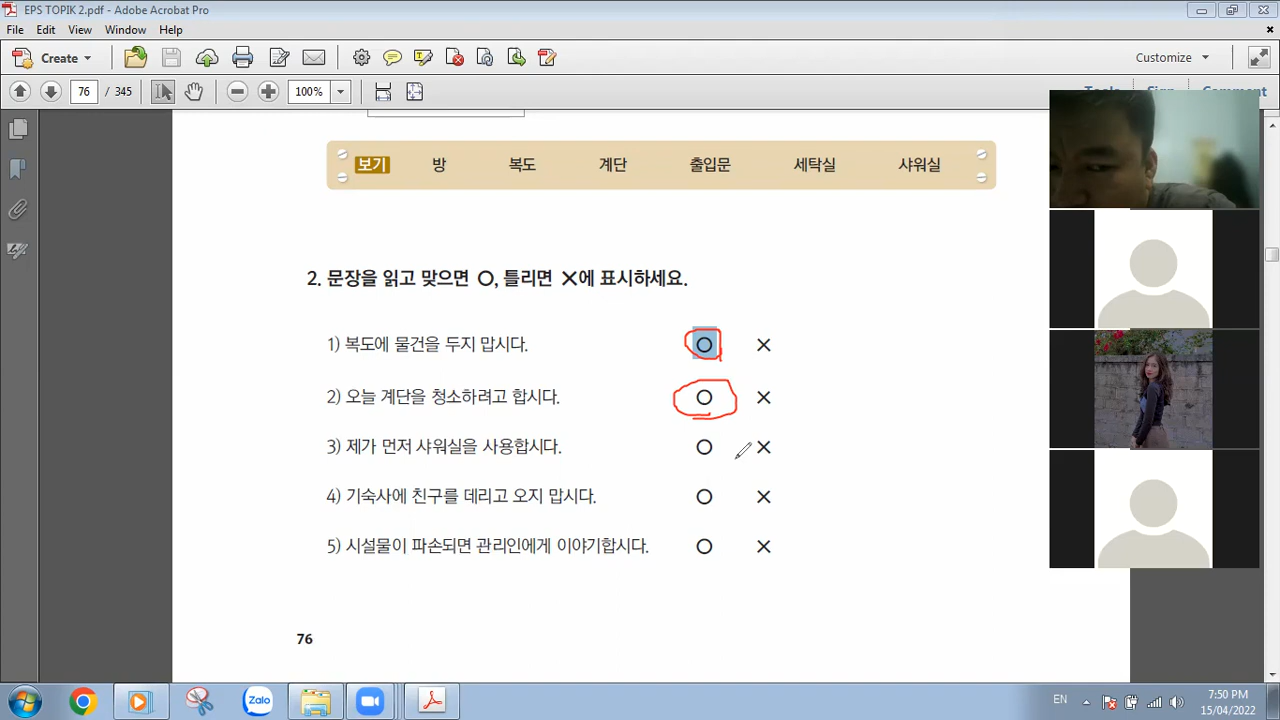 EPS TOPIK 2.pdf - Adobe Acrobat Pro
File Edit View Window Help
Create
Customize
76 / 345
100%
Tools Sign Comment
보기 방 복도 계단 출입문 세탁실 샤워실
2. 문장을 읽고 맞으면 O, 틀리면 ×에 표시하세요.
1) 복도에 물건을 두지 맙시다. O ×
2) 오늘 계단을 청소하려고 합시다. O ×
3) 제가 먼저 샤워실을 사용합시다. O ×
4) 기숙사에 친구를 데리고 오지 맙시다. O ×
5) 시설물이 파손되면 관리인에게 이야기합시다. O ×
76
Zalo
EN
7:50 PM
15/04/2022